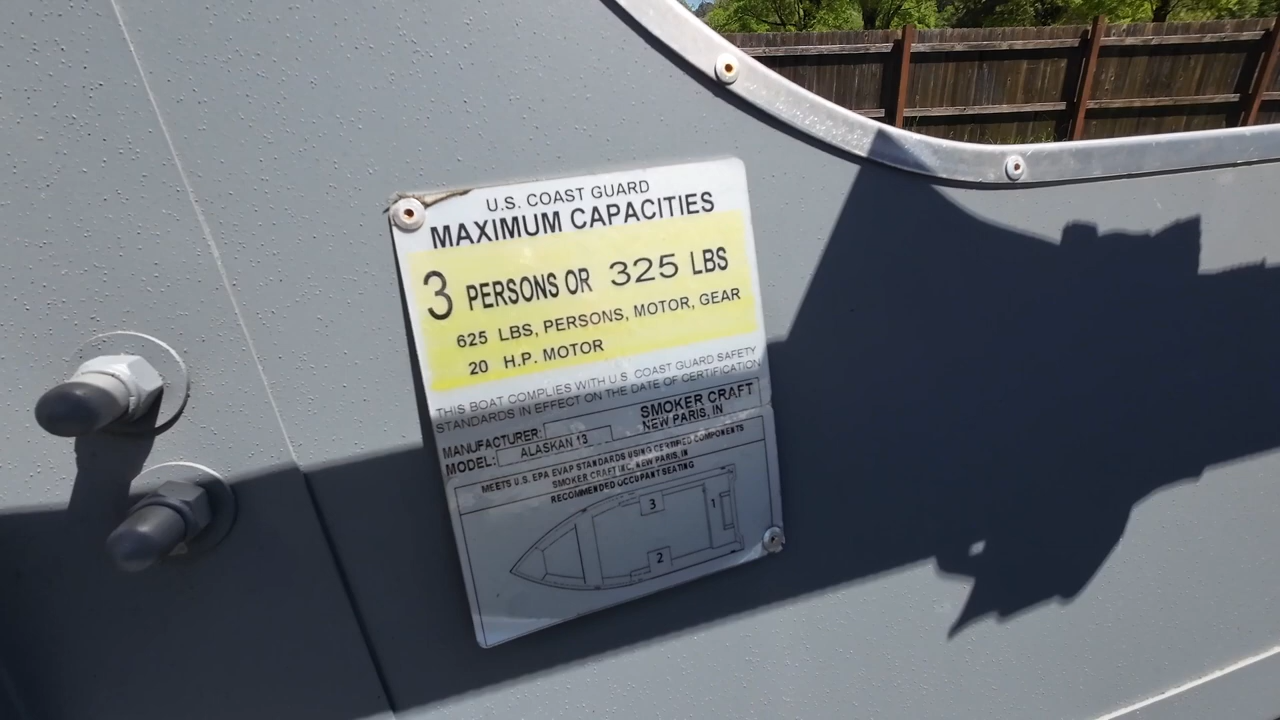 U.S. COAST GUARD
MAXIMUM CAPACITIES
3 PERSONS OR 325 LBS
625 LBS, PERSONS, MOTOR, GEAR
20 H.P. MOTOR
THIS BOAT COMPLIES WITH U.S. COAST GUARD SAFETY
STANDARDS IN EFFECT ON THE DATE OF CERTIFICATION
MANUFACTURER: SMOKER CRAFT
NEW PARIS, IN
MODEL: ALASKAN 13
MEETS U.S. EPA EVAP STANDARDS USING CERTIFIED COMPONENTS
SMOKER CRAFT INC, NEW PARIS, IN
RECOMMENDED OCCUPANT SEATING
3
1
2